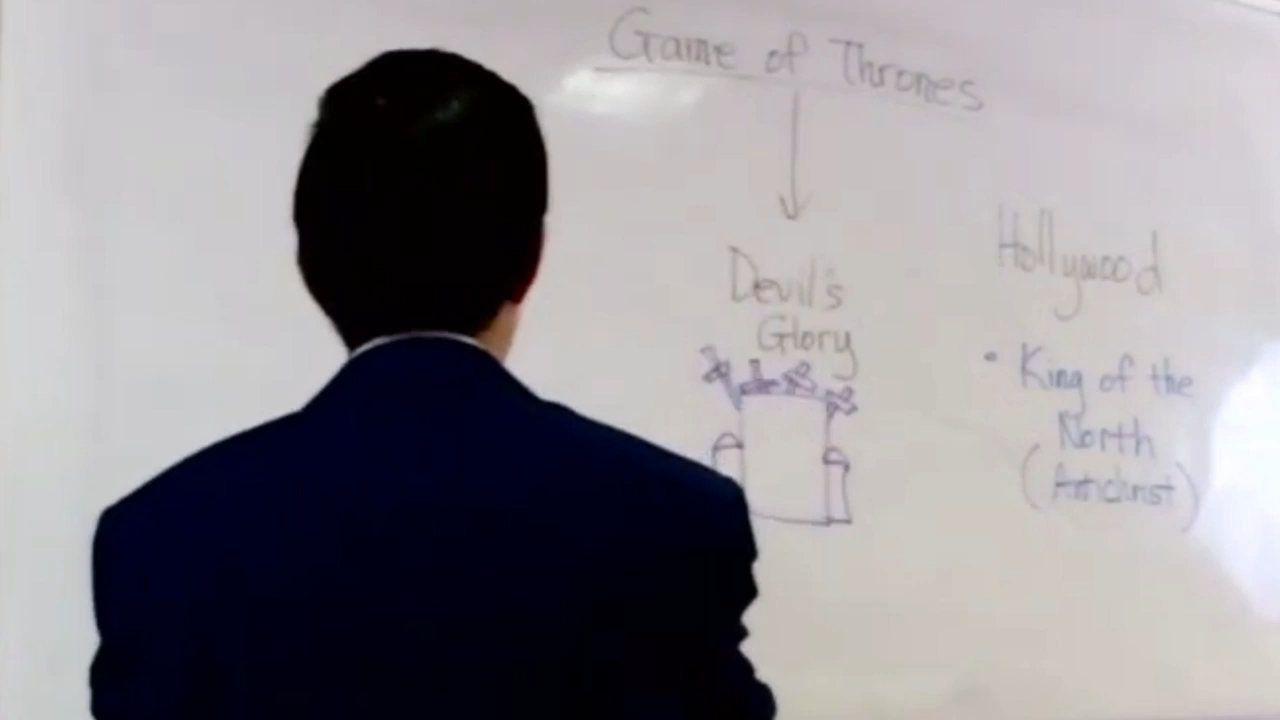 Game of Thrones
Devil's
Glory
Hollywood
• King of the
North
(Antichrist)